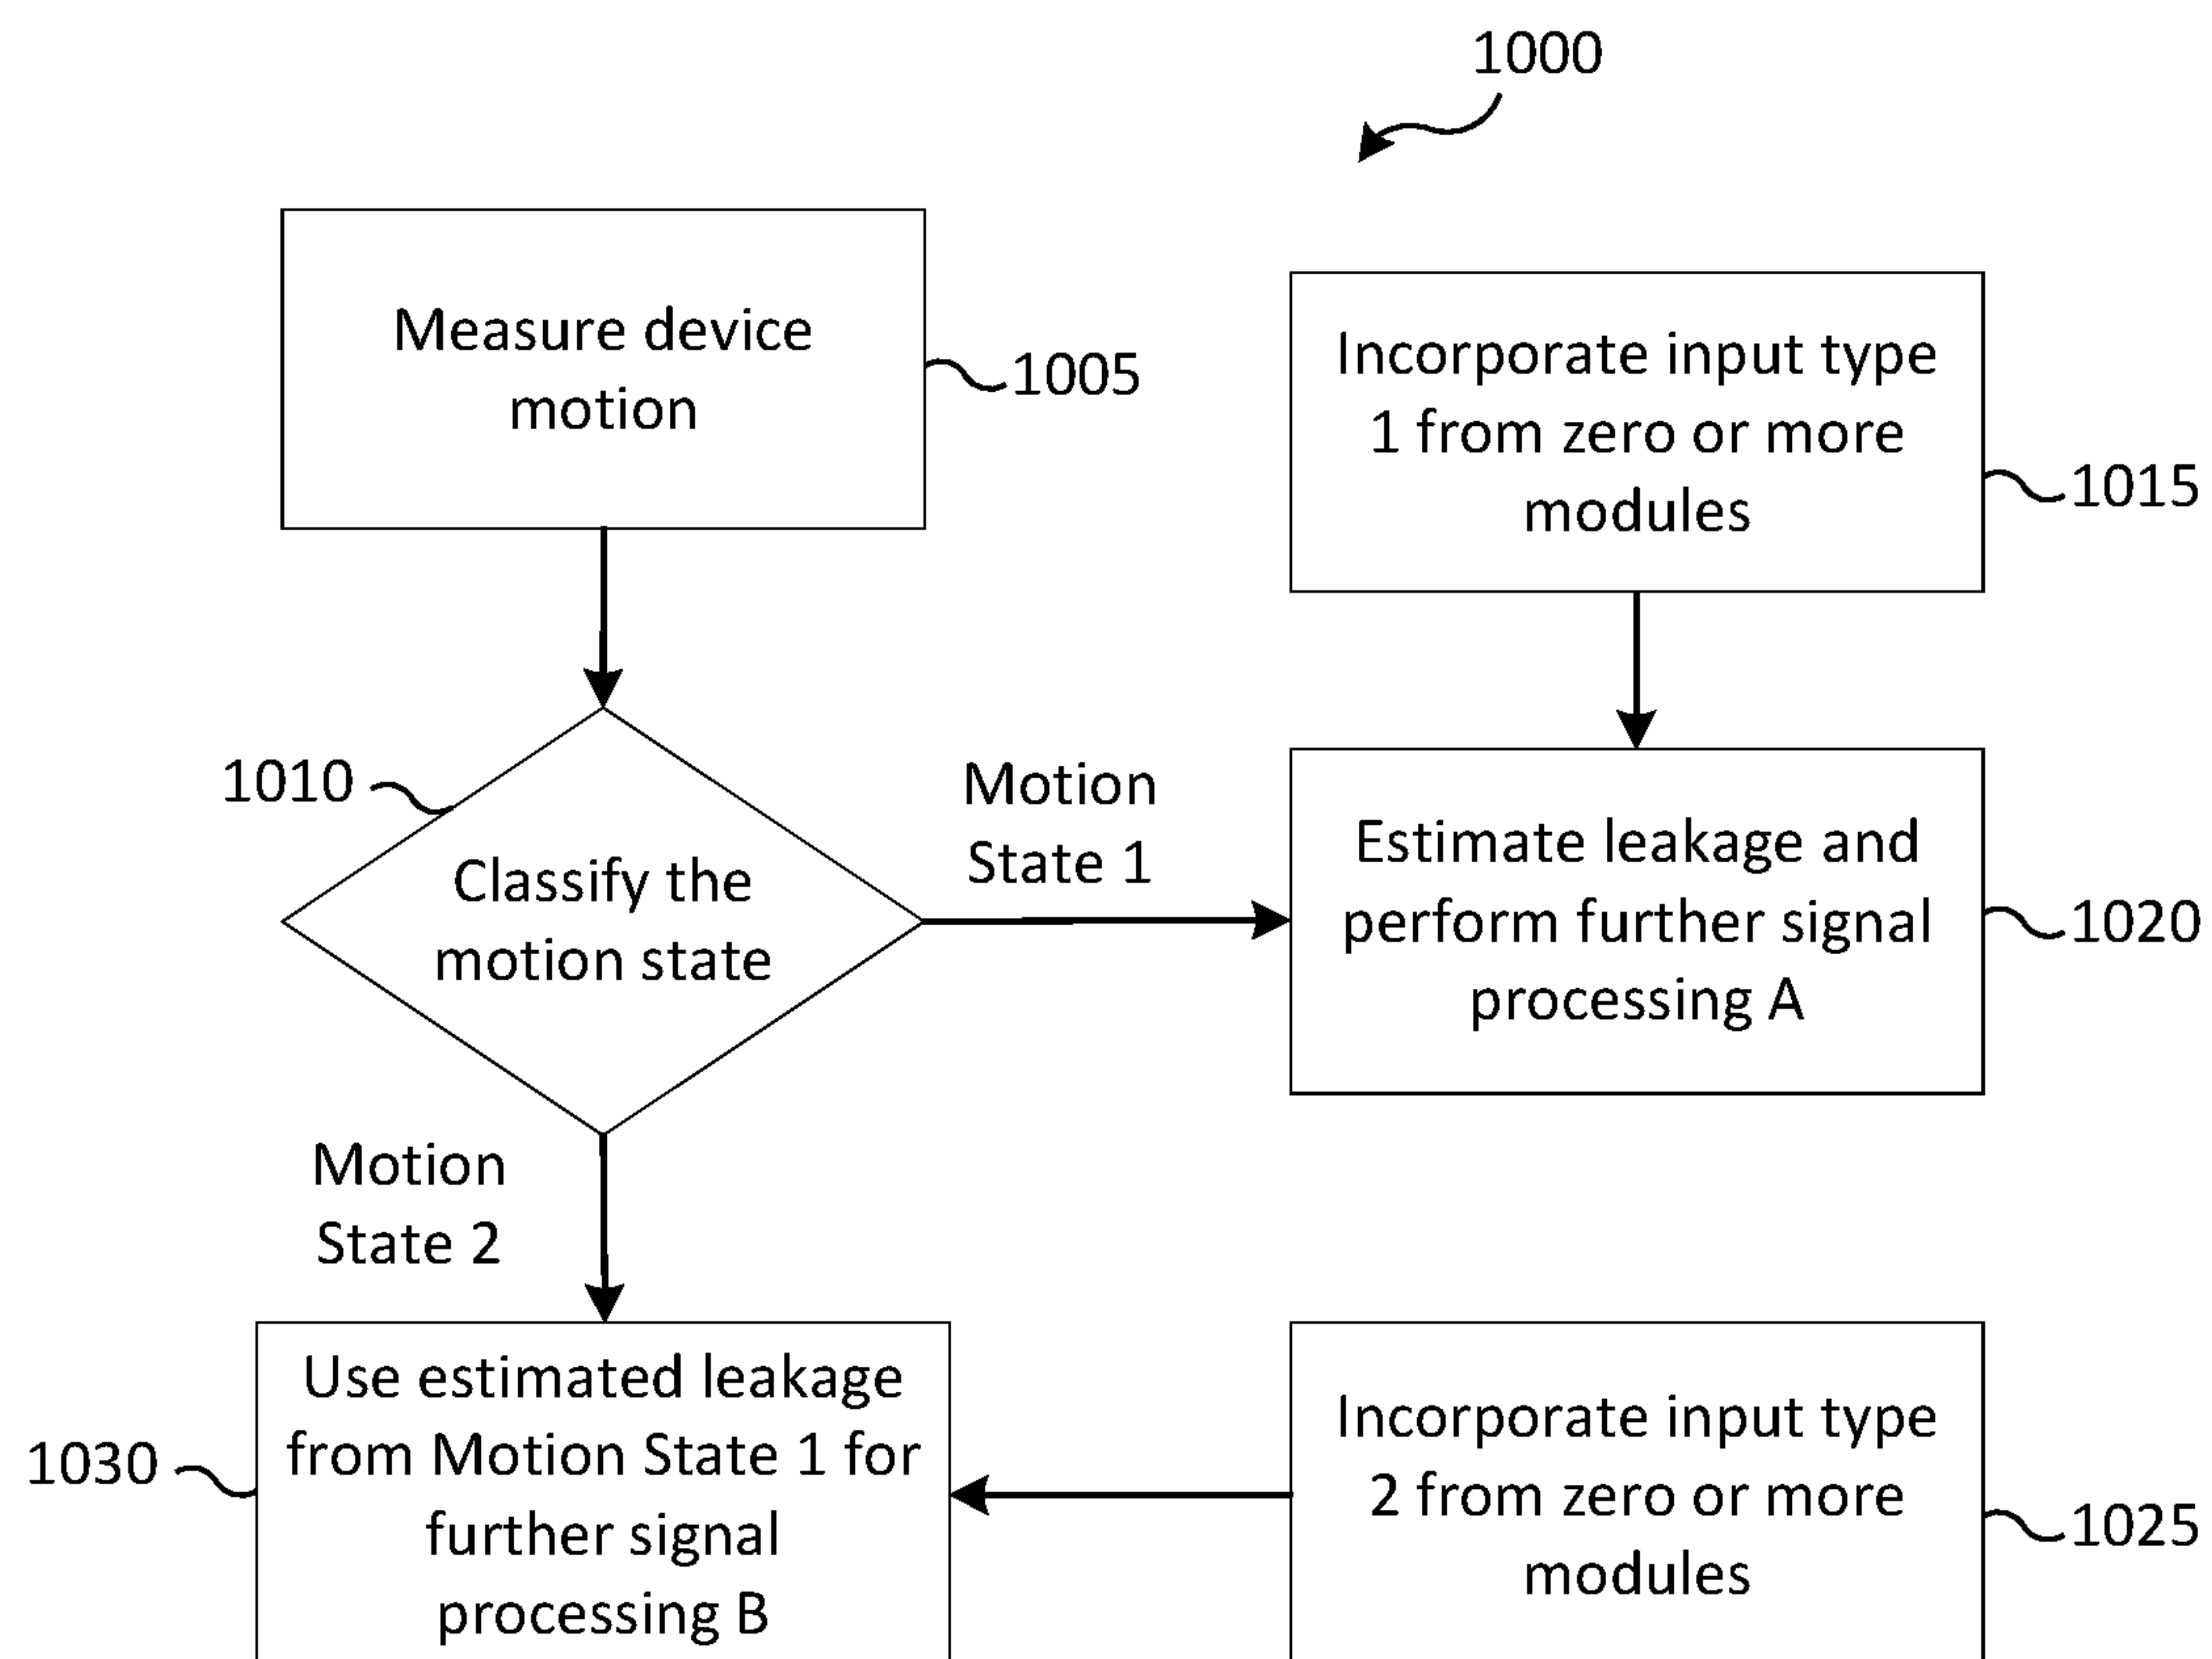 1000
Measure device
motion
1005
Incorporate input type
1 from zero or more
modules
1015
1010
Classify the
motion state
Motion
State 1
Estimate leakage and
perform further signal
processing A
1020
Motion
State 2
Use estimated leakage
from Motion State 1 for
further signal
processing B
1030
Incorporate input type
2 from zero or more
modules
1025